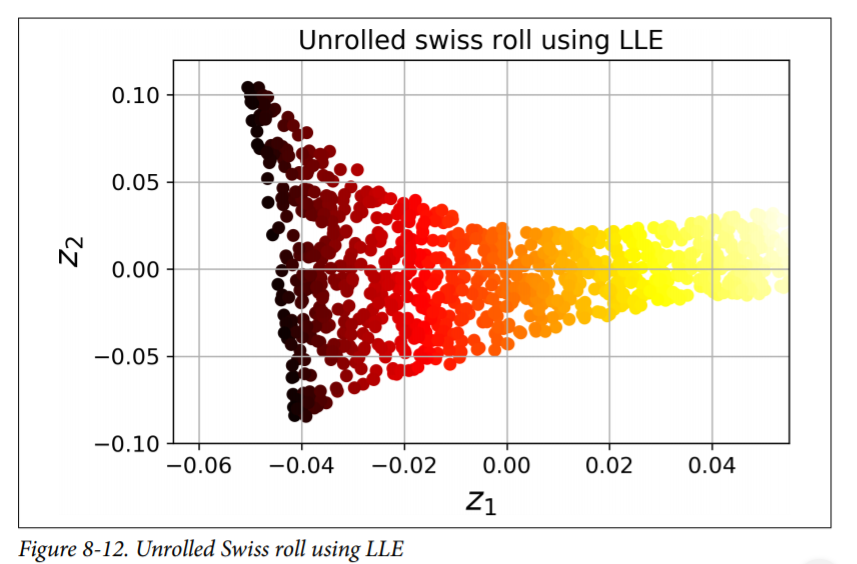 Unrolled swiss roll using LLE
0.10
0.05
0.00
−0.05
−0.10
z₂
−0.06 −0.04 −0.02 0.00 0.02 0.04
z₁
Figure 8-12. Unrolled Swiss roll using LLE